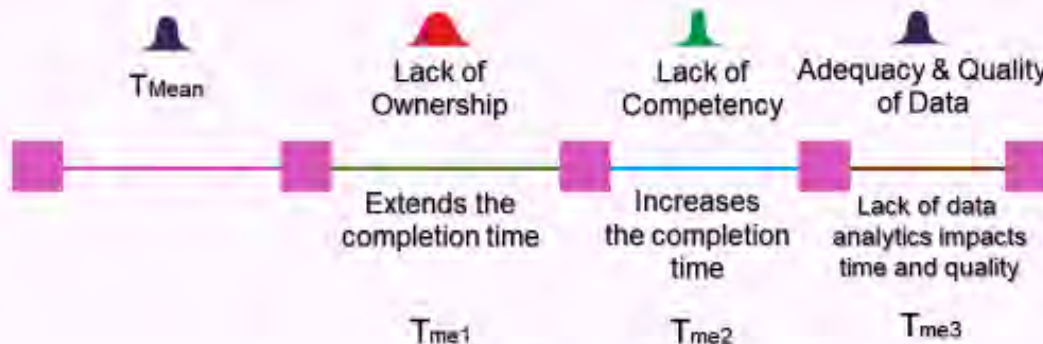 TMean
Lack of
Ownership
Lack of
Competency
Adequacy & Quality
of Data
Extends the
completion time
Increases
the completion
time
Lack of data
analytics impacts
time and quality
Tme1
Tme2
Tme3